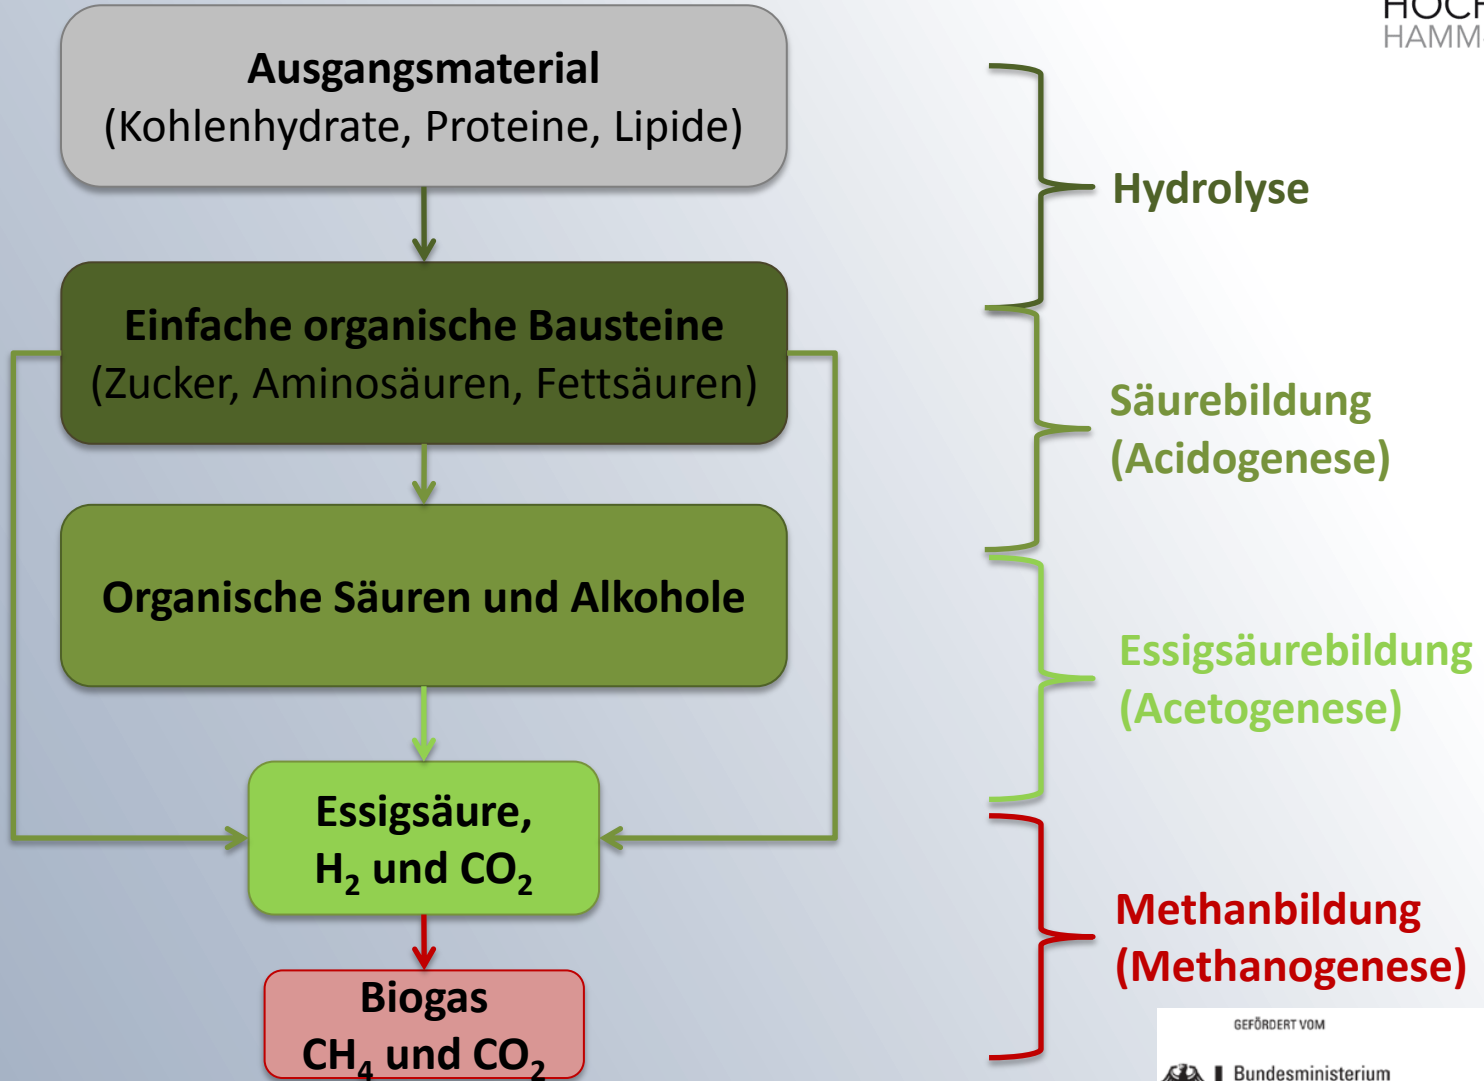 HAMM
Ausgangsmaterial
(Kohlenhydrate, Proteine, Lipide)
Hydrolyse
Einfache organische Bausteine
(Zucker, Aminosäuren, Fettsäuren)
Säurebildung
(Acidogenese)
Organische Säuren und Alkohole
Essigsäurebildung
(Acetogenese)
Essigsäure,
H₂ und CO₂
Methanbildung
(Methanogenese)
Biogas
CH₄ und CO₂
GEFÖRDERT VOM
Bundesministerium